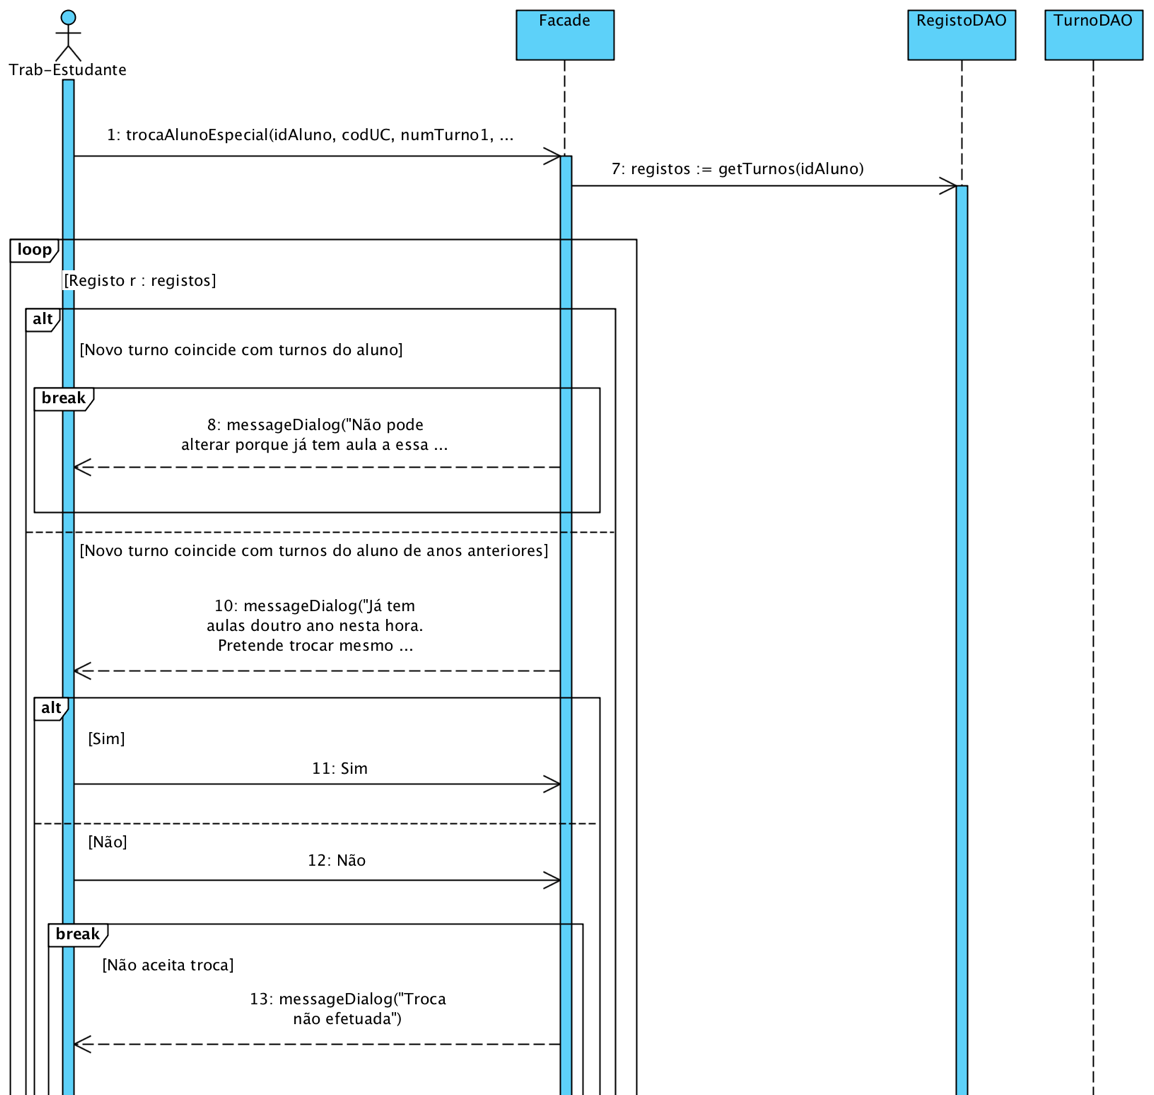 Facade
RegistoDAO
TurnoDAO
Trab-Estudante
1: trocaAlunoEspecial(idAluno, codUC, numTurno1, ...
7: registos := getTurnos(idAluno)
loop
[Registo r : registos]
alt
[Novo turno coincide com turnos do aluno]
break
8: messageDialog("Não pode
alterar porque já tem aula a essa ...
[Novo turno coincide com turnos do aluno de anos anteriores]
10: messageDialog("Já tem
aulas doutro ano nesta hora.
Pretende trocar mesmo ...
alt
[Sim]
11: Sim
[Não]
12: Não
break
[Não aceita troca]
13: messageDialog("Troca
não efetuada")